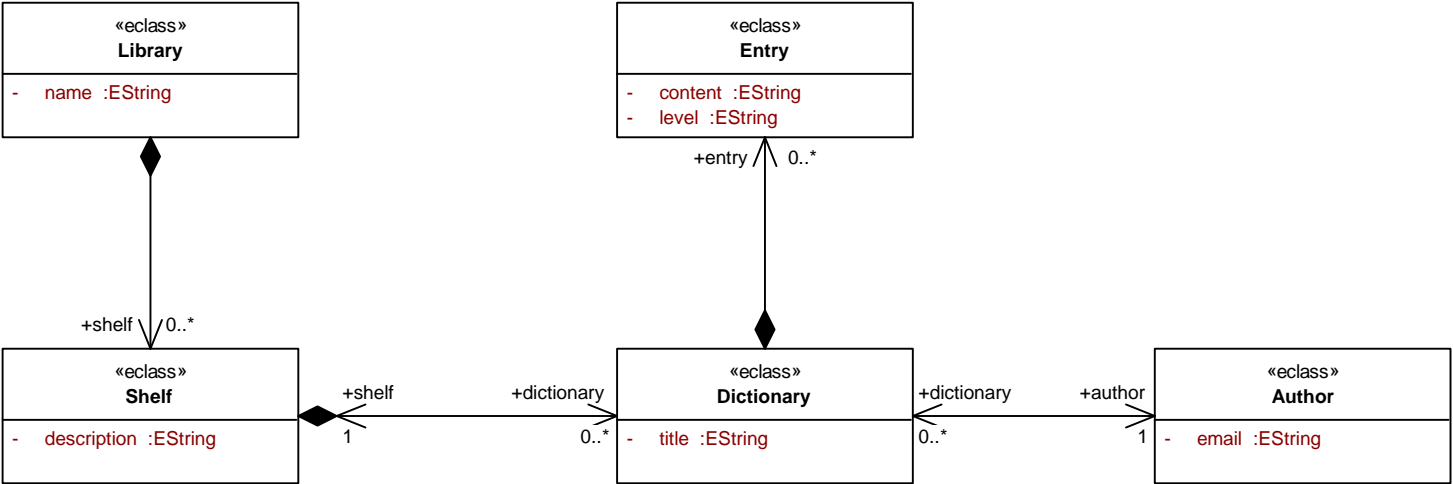 «eclass»
Library
- name :EString
«eclass»
Entry
- content :EString
- level :EString
+entry 0..*
+shelf 0..*
«eclass»
Shelf
- description :EString
+shelf
1
+dictionary
0..*
«eclass»
Dictionary
- title :EString
+dictionary
0..*
+author
1
«eclass»
Author
- email :EString